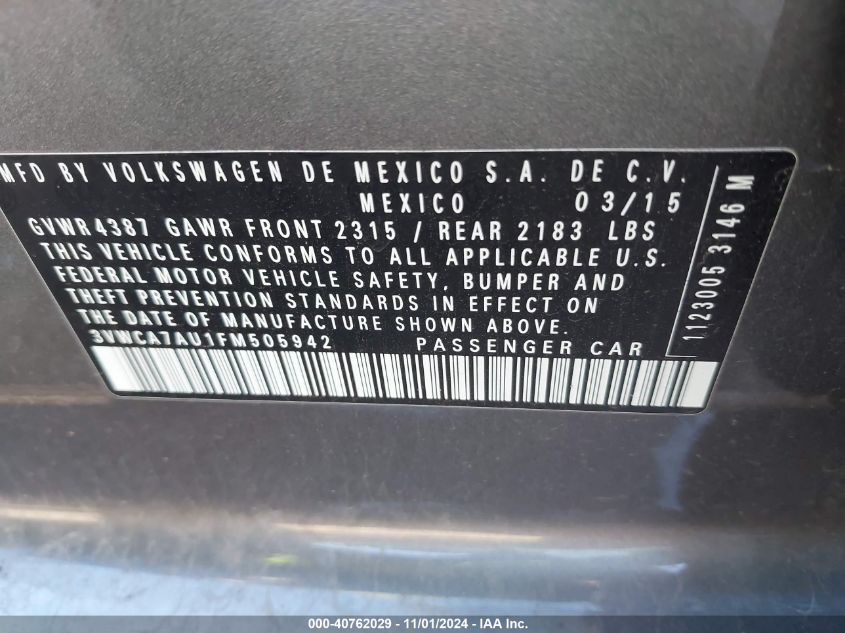 MFD BY VOLKSWAGEN DE MEXICO S.A. DE C.V.
MEXICO 03/15
GVWR4387 GAWR FRONT 2315 / REAR 2183 LBS
THIS VEHICLE CONFORMS TO ALL APPLICABLE U.S.
FEDERAL MOTOR VEHICLE SAFETY, BUMPER AND
THEFT PREVENTION STANDARDS IN EFFECT ON
THE DATE OF MANUFACTURE SHOWN ABOVE.
3VWCA7AU1FM505942 PASSENGER CAR
1123005 3146 M
000-40762029 - 11/01/2024 - IAA Inc.